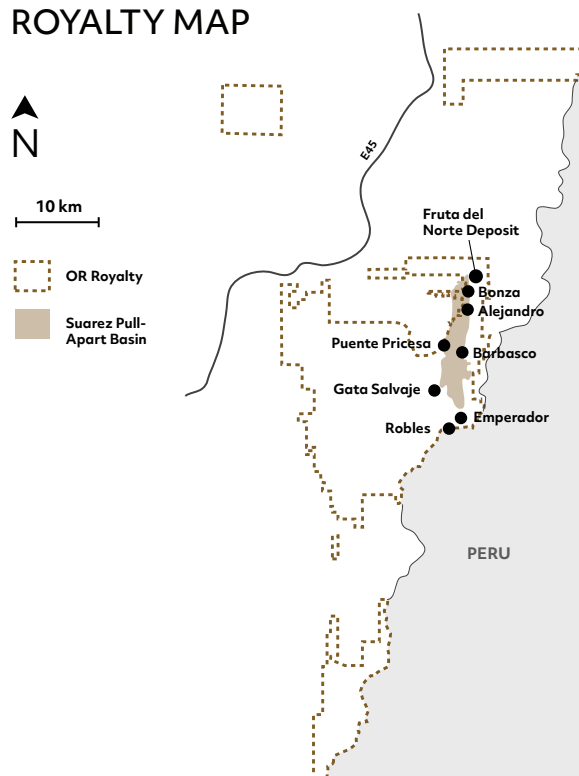 ROYALTY MAP
N
E45
10 km
OR Royalty
Suarez Pull-
Apart Basin
Fruta del
Norte Deposit
Bonza
Alejandro
Puente Pricesa
Barbasco
Gata Salvaje
Emperador
Robles
PERU